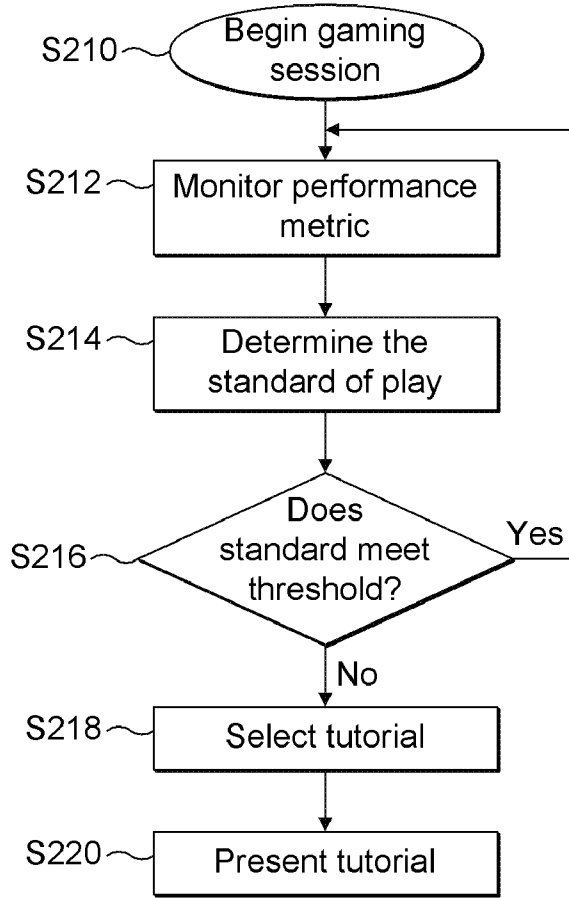 S210
Begin gaming
session
S212
Monitor performance
metric
S214
Determine the
standard of play
S216
Does
standard meet
threshold?
Yes
No
S218
Select tutorial
S220
Present tutorial